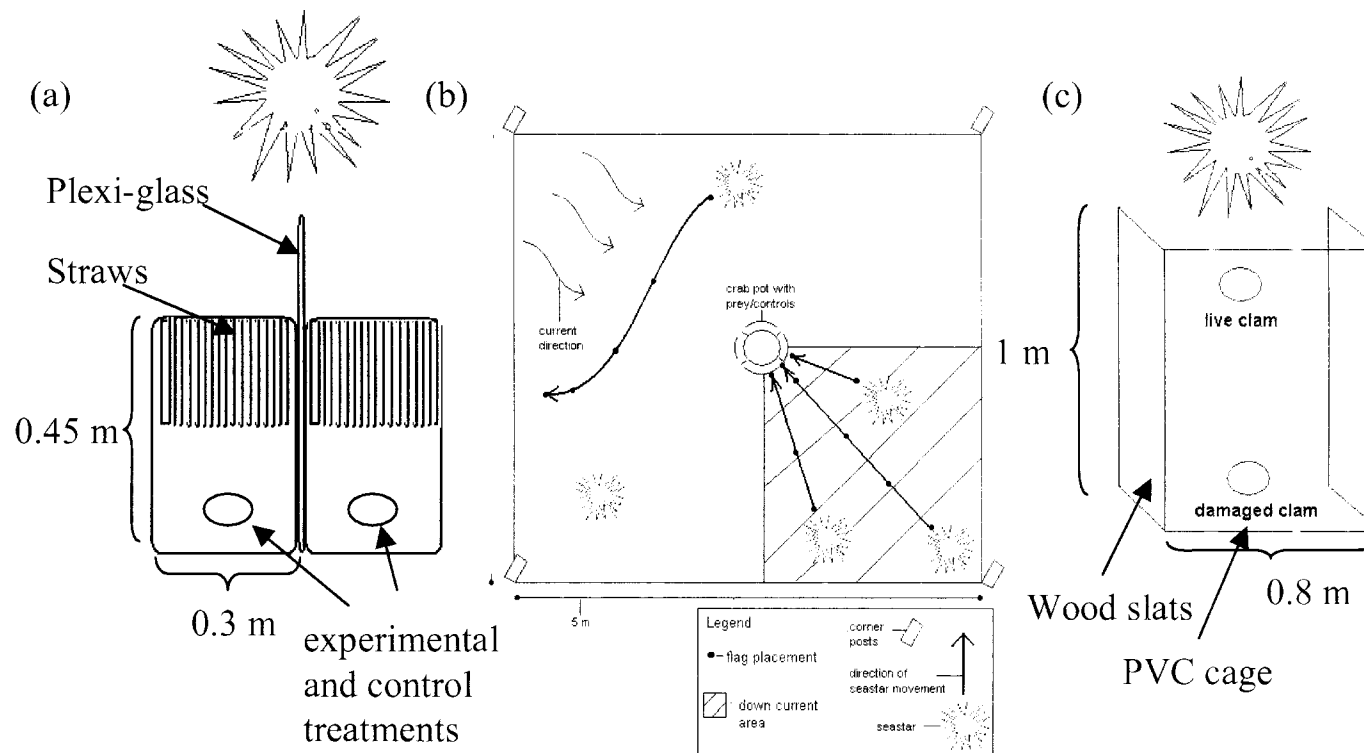 (a)
Plexi-glass
Straws
0.45 m
0.3 m
experimental
and control
treatments
(b)
current
direction
crab pot with
prey/controls
5 m
Legend
flag placement
down current
area
corner
posts
direction of
seastar movement
seastar
(c)
live clam
1 m
damaged clam
0.8 m
Wood slats
PVC cage